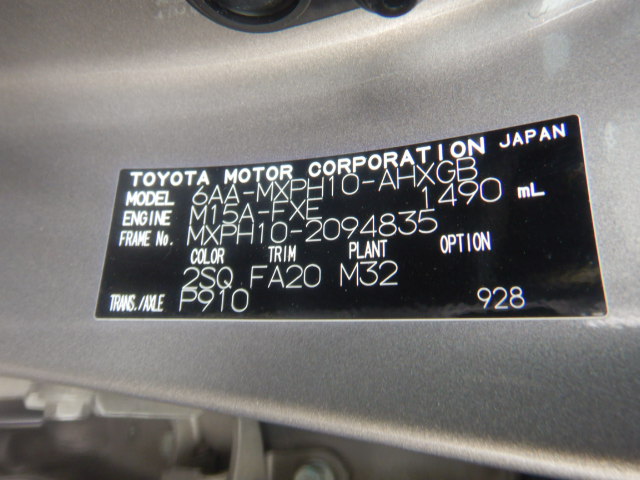 TOYOTA MOTOR CORPORATION JAPAN
MODEL 6AA-MXPH10-AHXGB
ENGINE M15A-FXE 1490 mL
FRAME No. MXPH10-2094835
COLOR TRIM PLANT OPTION
2SQ FA20 M32
TRANS./AXLE P910 928